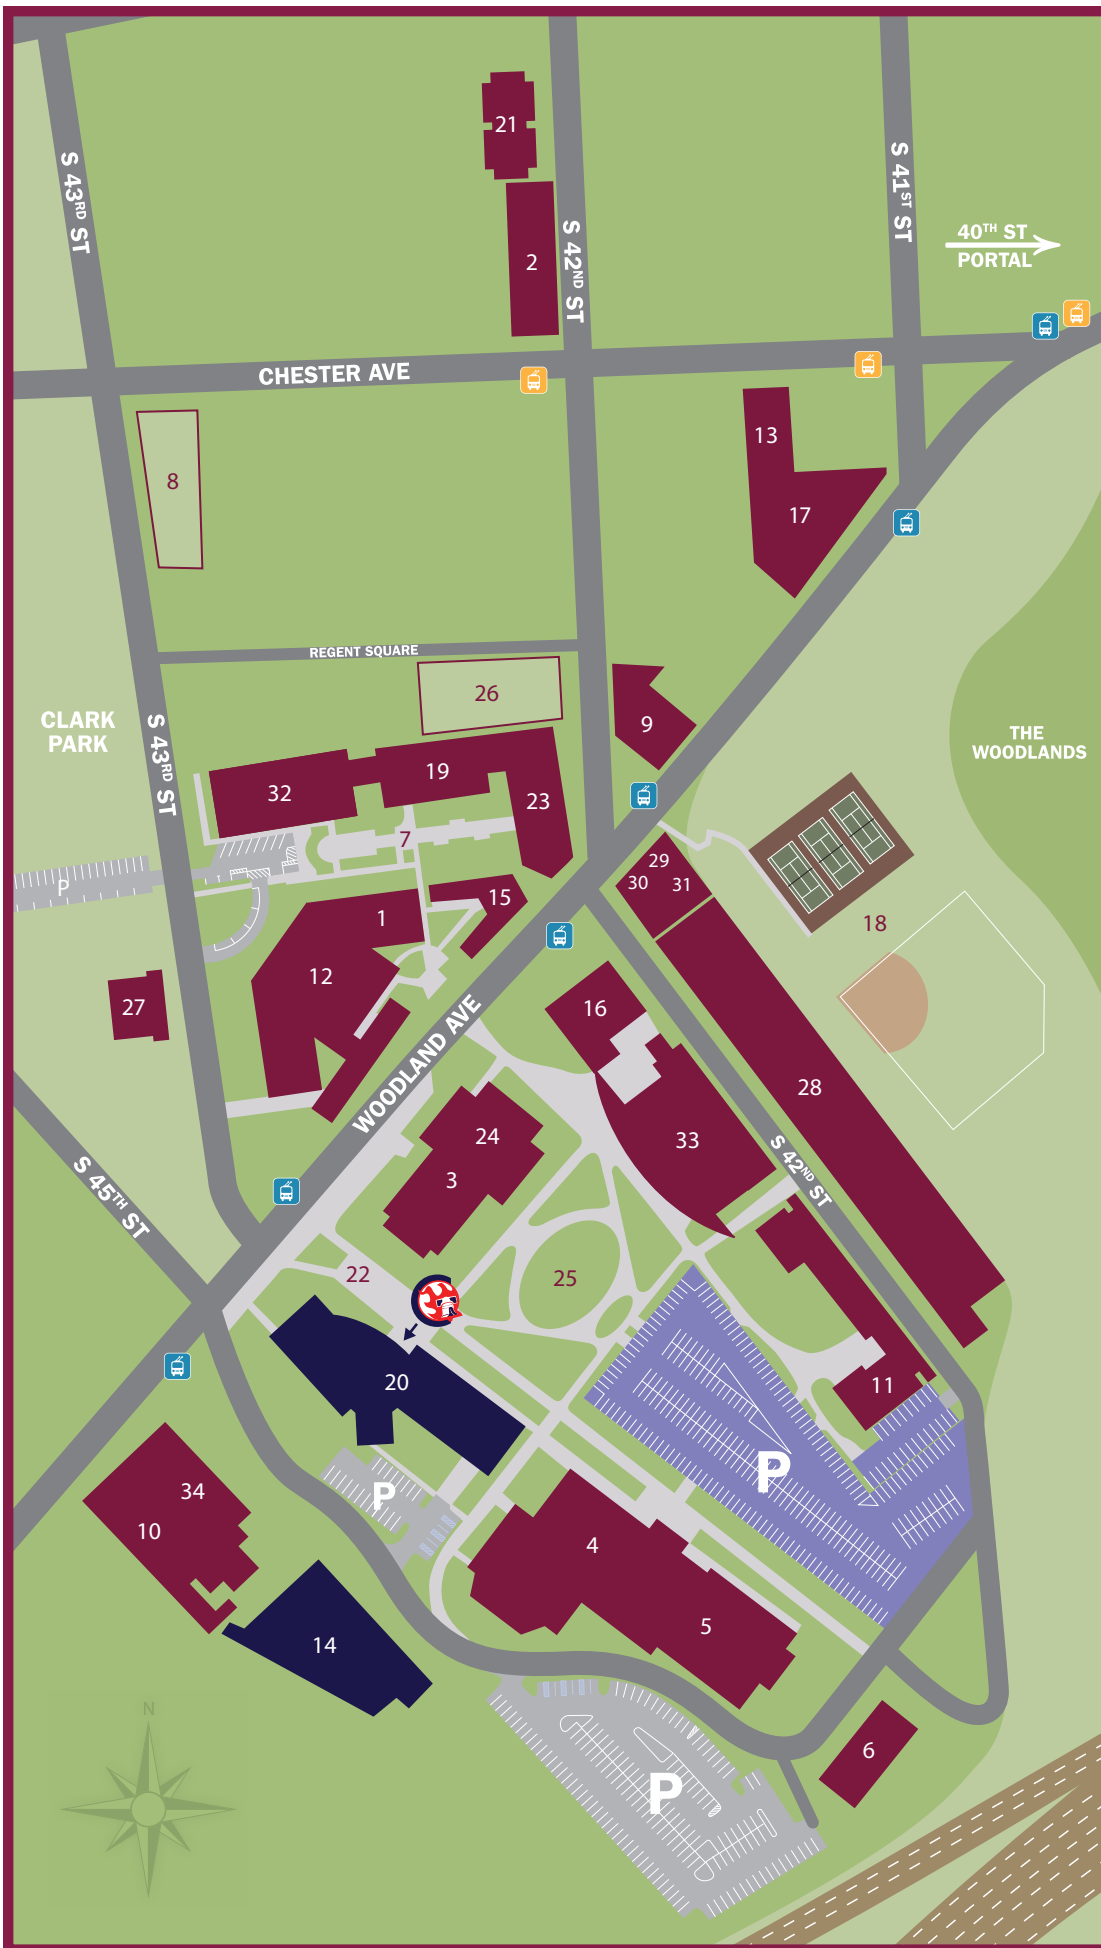 21
S 43RD ST
S 41ST ST
40TH ST
PORTAL
2
S 42ND ST
CHESTER AVE
13
8
17
REGENT SQUARE
26
CLARK
PARK
9
THE
WOODLANDS
S 43RD ST
19
32
23
7
29
30
31
P
15
1
18
12
27
16
WOODLAND AVE
28
24
33
3
S 42ND ST
S 45TH ST
22
25
20
11
P
34
P
10
4
5
14
N
6
P